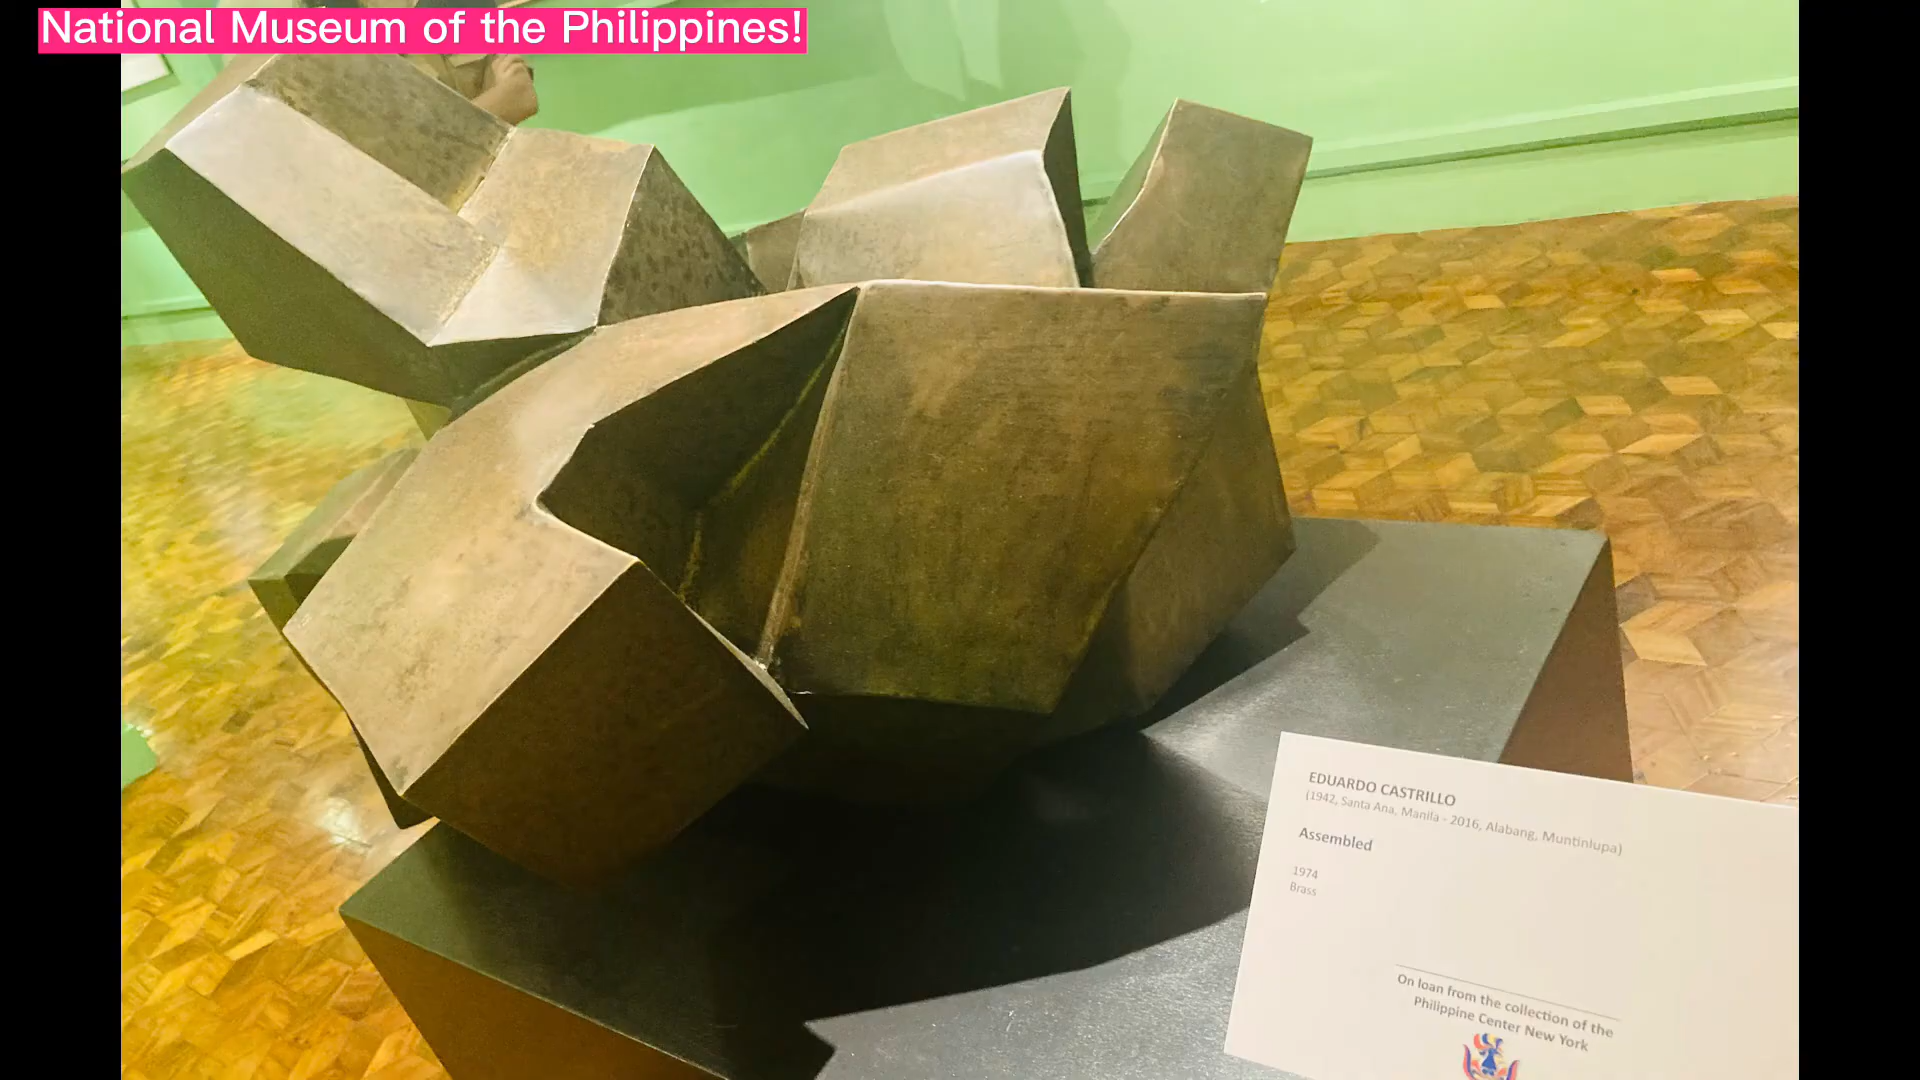 National Museum of the Philippines!
EDUARDO CASTRILLO
(1942, Santa Ana, Manila - 2016, Alabang, Muntinlupa)
Assembled
1974
Brass
On loan from the collection of the
Philippine Center New York